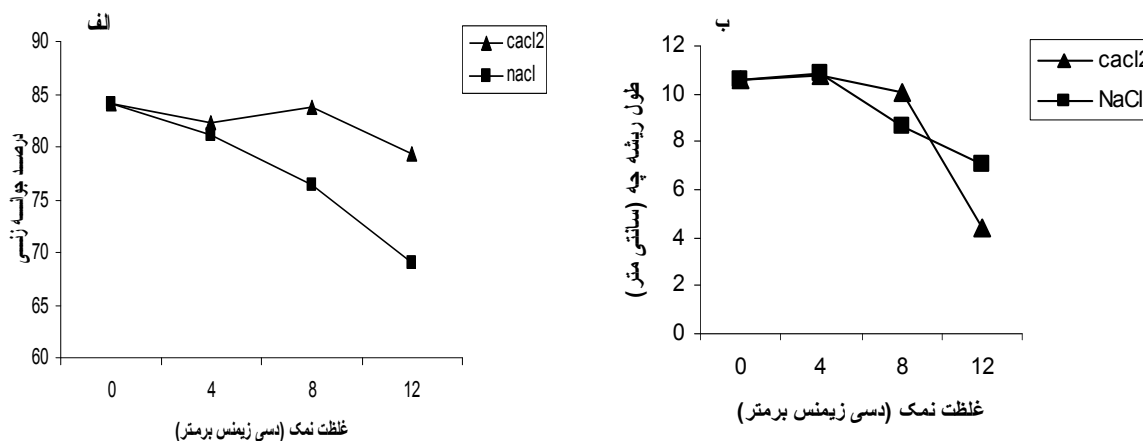 الف
90
85
80
75
70
65
60
درصد جوانه زنی
0 4 8 12
غلظت نمک (دسی زیمنس برمتر)
cacl2
nacl
ب
12
10
8
6
4
2
0
طول ریشه چه (سانتی متر)
0 4 8 12
غلظت نمک (دسی زیمنس برمتر)
cacl2
NaCl